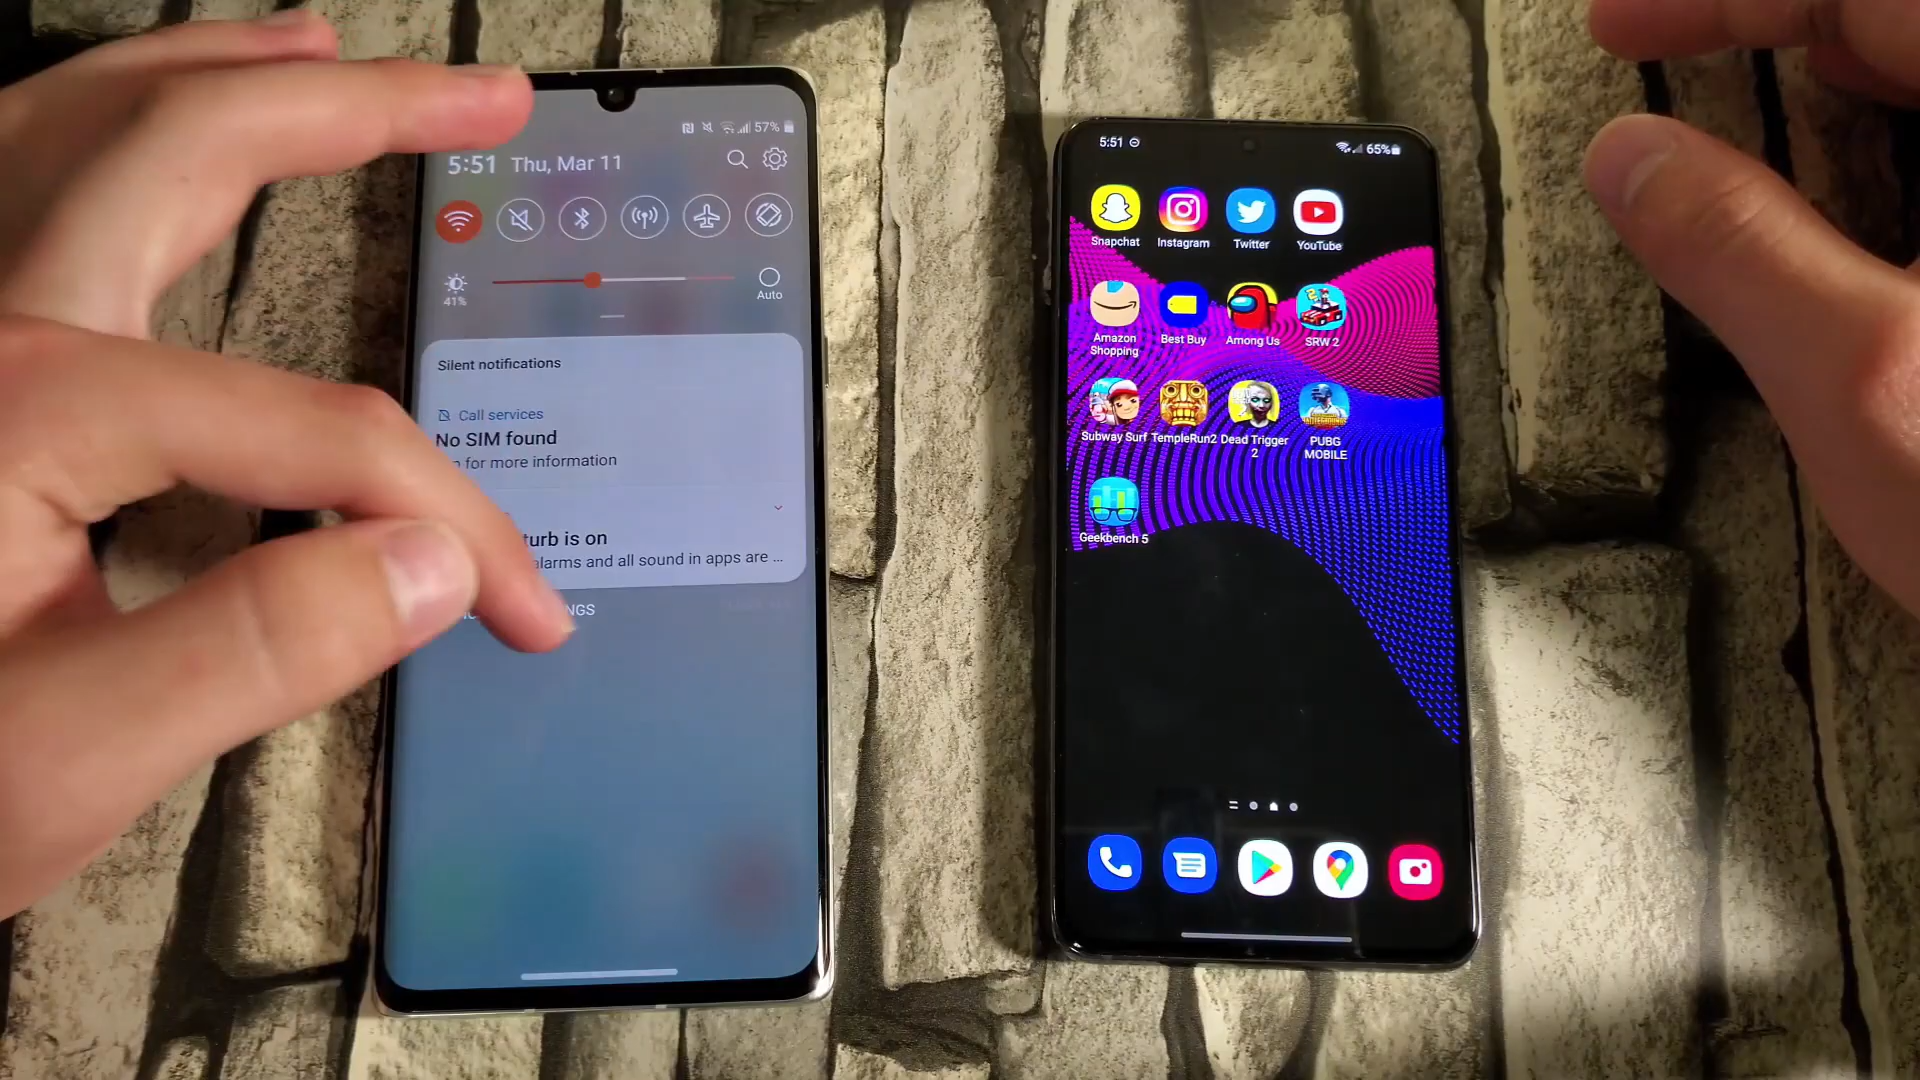 57%
5:51 Thu, Mar 11
41%
Auto
Silent notifications
Call services
No SIM found
for more information
turb is on
alarms and all sound in apps are ...
NGS
5:51
65%
Snapchat Instagram Twitter YouTube
Amazon Shopping
Best Buy
Among Us
SRW 2
Subway Surf
TempleRun2
Dead Trigger 2
PUBG MOBILE
Geekbench 5